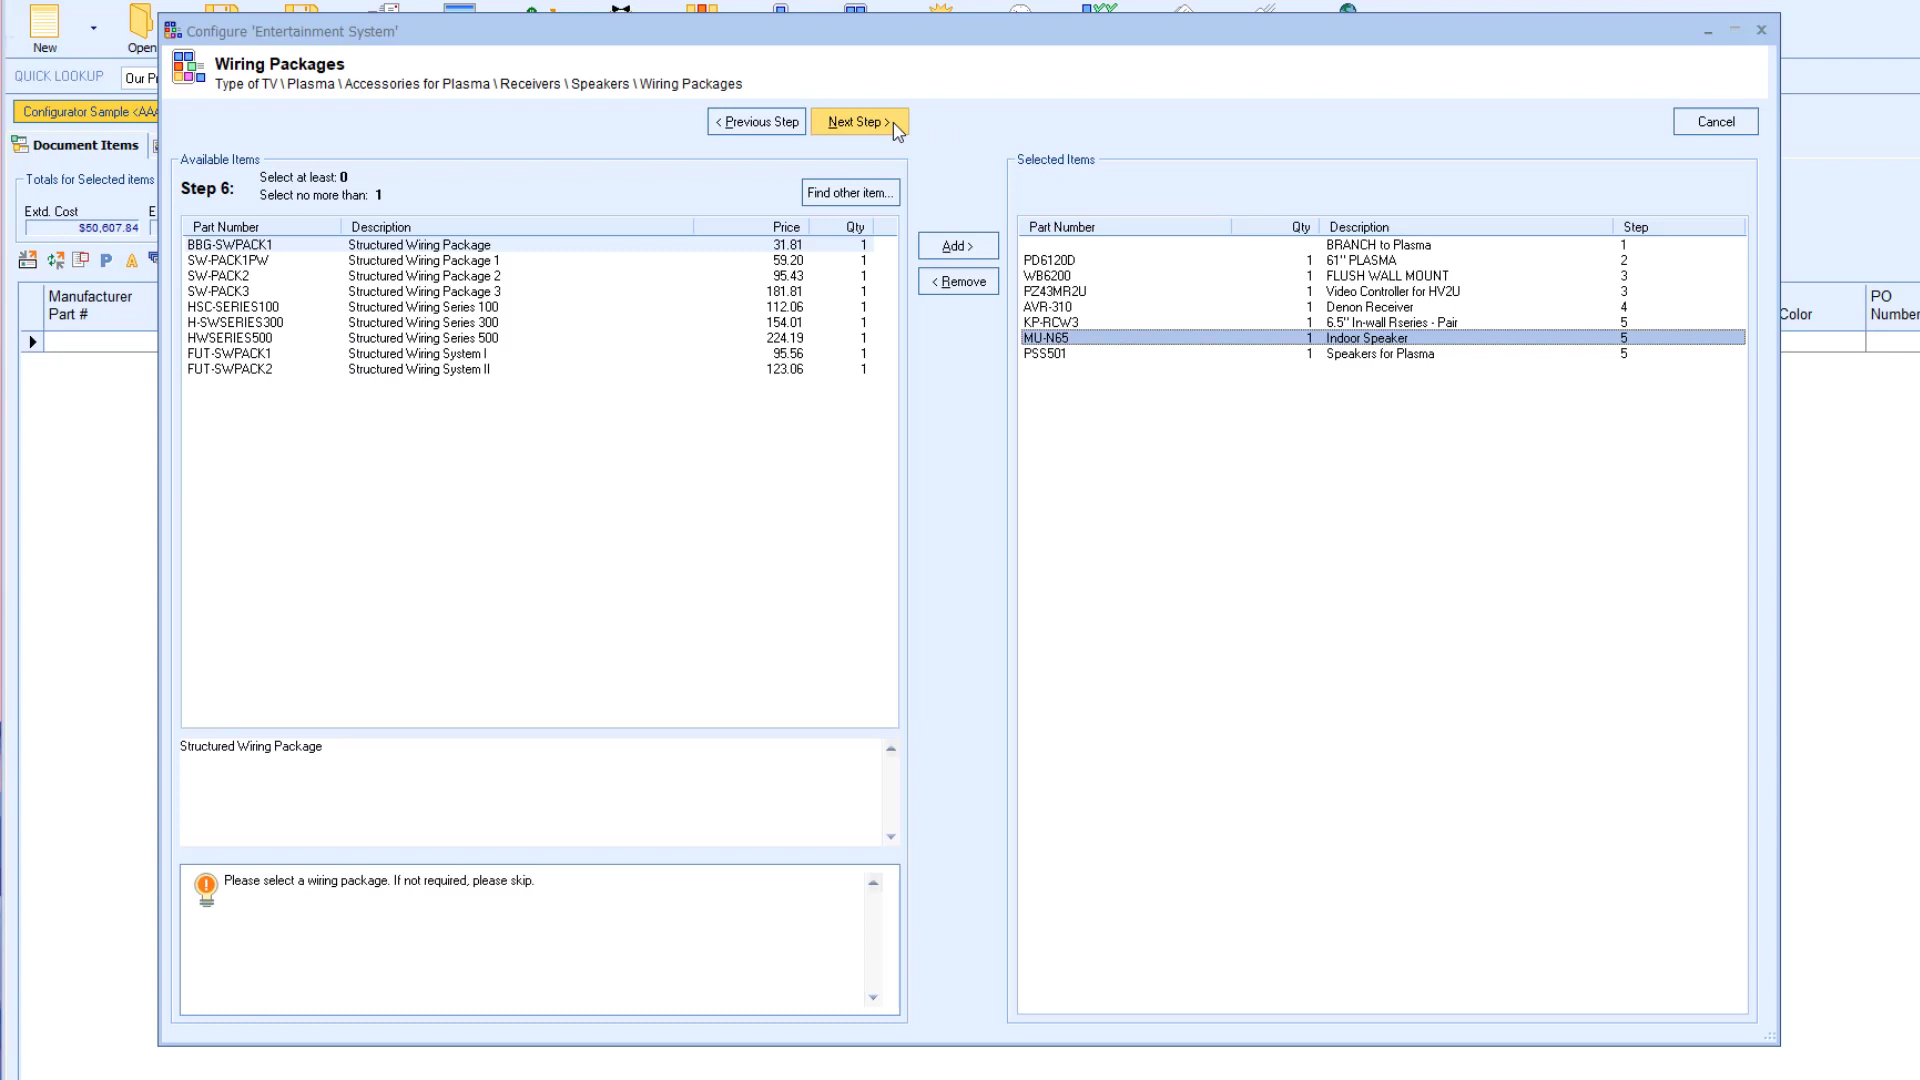 New
Open
Configure 'Entertainment System'
Wiring Packages
Type of TV \ Plasma \ Accessories for Plasma \ Receivers \ Speakers \ Wiring Packages
QUICK LOOKUP
Configurator Sample
Document Items
Totals for Selected items
Extd. Cost
$50,607.84
Manufacturer
Part #
< Previous Step
Next Step >
Cancel
Available Items
Step 6:
Select at least: 0
Select no more than: 1
Find other item...
Part Number Description Price Qty
BBG-SWPACK1 Structured Wiring Package 31.81 1
SW-PACK1PW Structured Wiring Package 1 59.20 1
SW-PACK2 Structured Wiring Package 2 95.43 1
SW-PACK3 Structured Wiring Package 3 181.81 1
HSC-SERIES100 Structured Wiring Series 100 112.06 1
H-SWSERIES300 Structured Wiring Series 300 154.01 1
HWSERIES500 Structured Wiring Series 500 224.19 1
FUT-SWPACK1 Structured Wiring System I 95.56 1
FUT-SWPACK2 Structured Wiring System II 123.06 1
Add >
< Remove
Selected Items
Part Number Qty Description Step
BRANCH to Plasma 1
PD6120D 1 61" PLASMA 2
WB6200 1 FLUSH WALL MOUNT 3
PZ43MR2U 1 Video Controller for HV2U 3
AVR-310 1 Denon Receiver 4
KP-RCW3 1 6.5" In-wall Rseries - Pair 5
MU-N65 1 Indoor Speaker 5
PSS501 1 Speakers for Plasma 5
Structured Wiring Package
Please select a wiring package. If not required, please skip.
Color
PO
Number